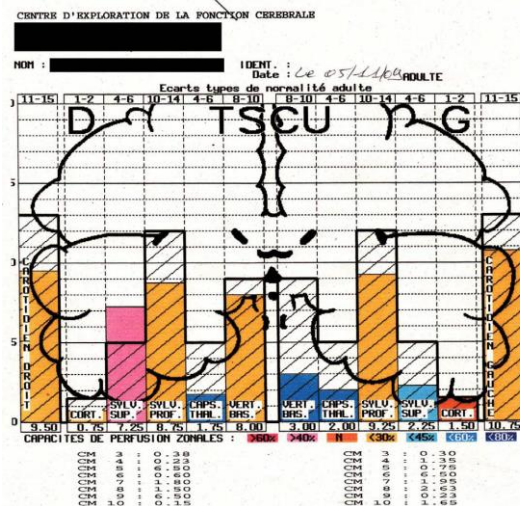 CENTRE D'EXPLORATION DE LA FONCTION CEREBRALE
NOM :
IDENT. :
Date : Le 05/11/09 ADULTE
Ecarts types de normalité adulte
11-15 1-2 4-6 10-14 4-6 8-10 8-10 4-6 10-14 4-6 1-2 11-15
D TSCU G
CAROTIDIEN DROIT
CAROTIDIEN GAUCHE
CORT. SYLV. SUP. SYLV. PROF. CAPS. THAL. VERT. BAS. VERT. BAS. CAPS. THAL. SYLV. PROF. SYLV. SUP. CORT.
9.50 0.75 7.25 8.75 1.75 8.00 3.00 2.00 9.25 2.25 0.75 10.75
CAPACITES DE PERFUSION ZONALES : >60% >40% N <30% <45% <60% <80%
CM 3 : 0.38 CM 3 : 0.30
CM 4 : 0.23 CM 4 : 1.35
CM 5 : 6.50 CM 5 : 0.75
CM 6 : 0.60 CM 6 : 6.50
CM 7 : 1.80 CM 7 : 1.95
CM 8 : 1.50 CM 8 : 2.63
CM 9 : 6.50 CM 9 : 0.23
CM 10 : 0.15 CM 10 : 1.65